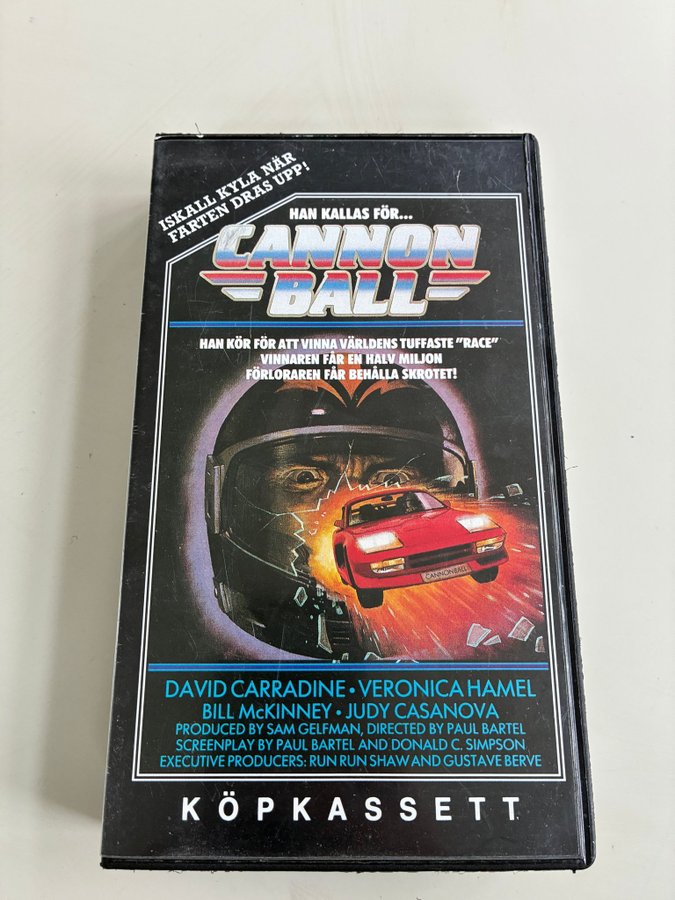 ISKALL KYLA NÄR
FARTEN DRAS UPP!
HAN KALLAS FÖR...
CANNON
BALL
HAN KÖR FÖR ATT VINNA VÄRLDENS TUFFASTE "RACE"
VINNAREN FÅR EN HALV MILJON
FÖRLORAREN FÅR BEHÅLLA SKROTET!
CANNONBALL
DAVID CARRADINE • VERONICA HAMEL
BILL McKINNEY • JUDY CASANOVA
PRODUCED BY SAM GELFMAN, DIRECTED BY PAUL BARTEL
SCREENPLAY BY PAUL BARTEL AND DONALD C. SIMPSON
EXECUTIVE PRODUCERS: RUN RUN SHAW AND GUSTAVE BERVE
KÖPKASSETT